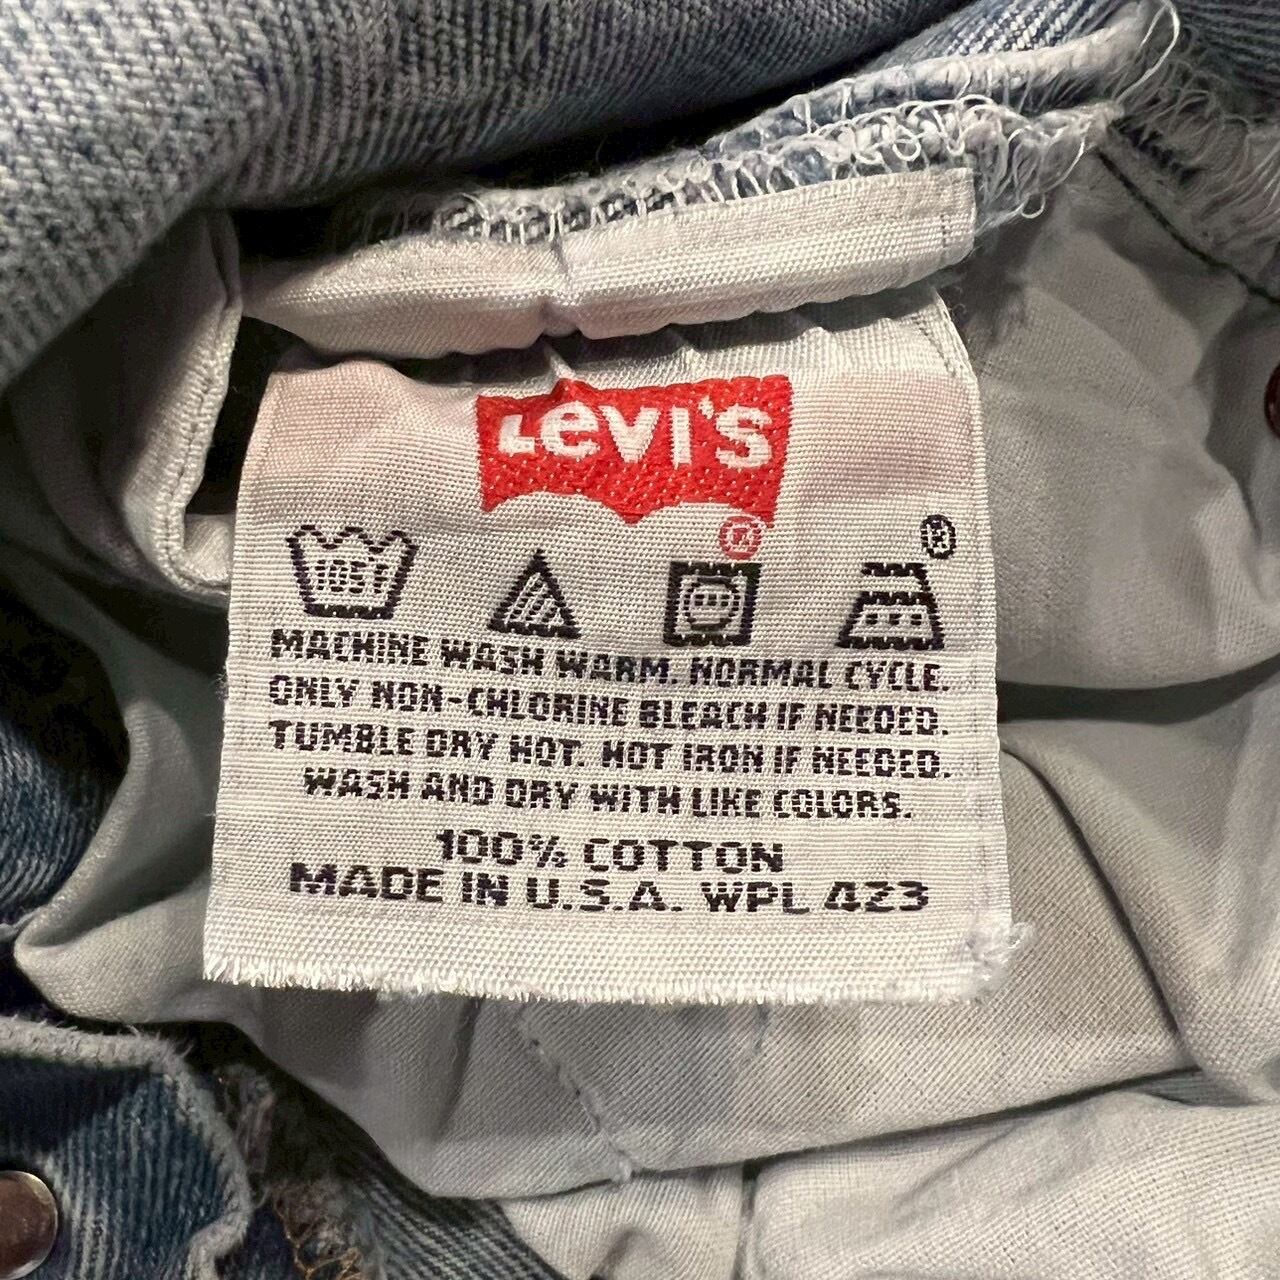 Levi's
®
®
105F
MACHINE WASH WARM. NORMAL CYCLE.
ONLY NON-CHLORINE BLEACH IF NEEDED.
TUMBLE DRY HOT. HOT IRON IF NEEDED.
WASH AND DRY WITH LIKE COLORS.
100% COTTON
MADE IN U.S.A. WPL 423